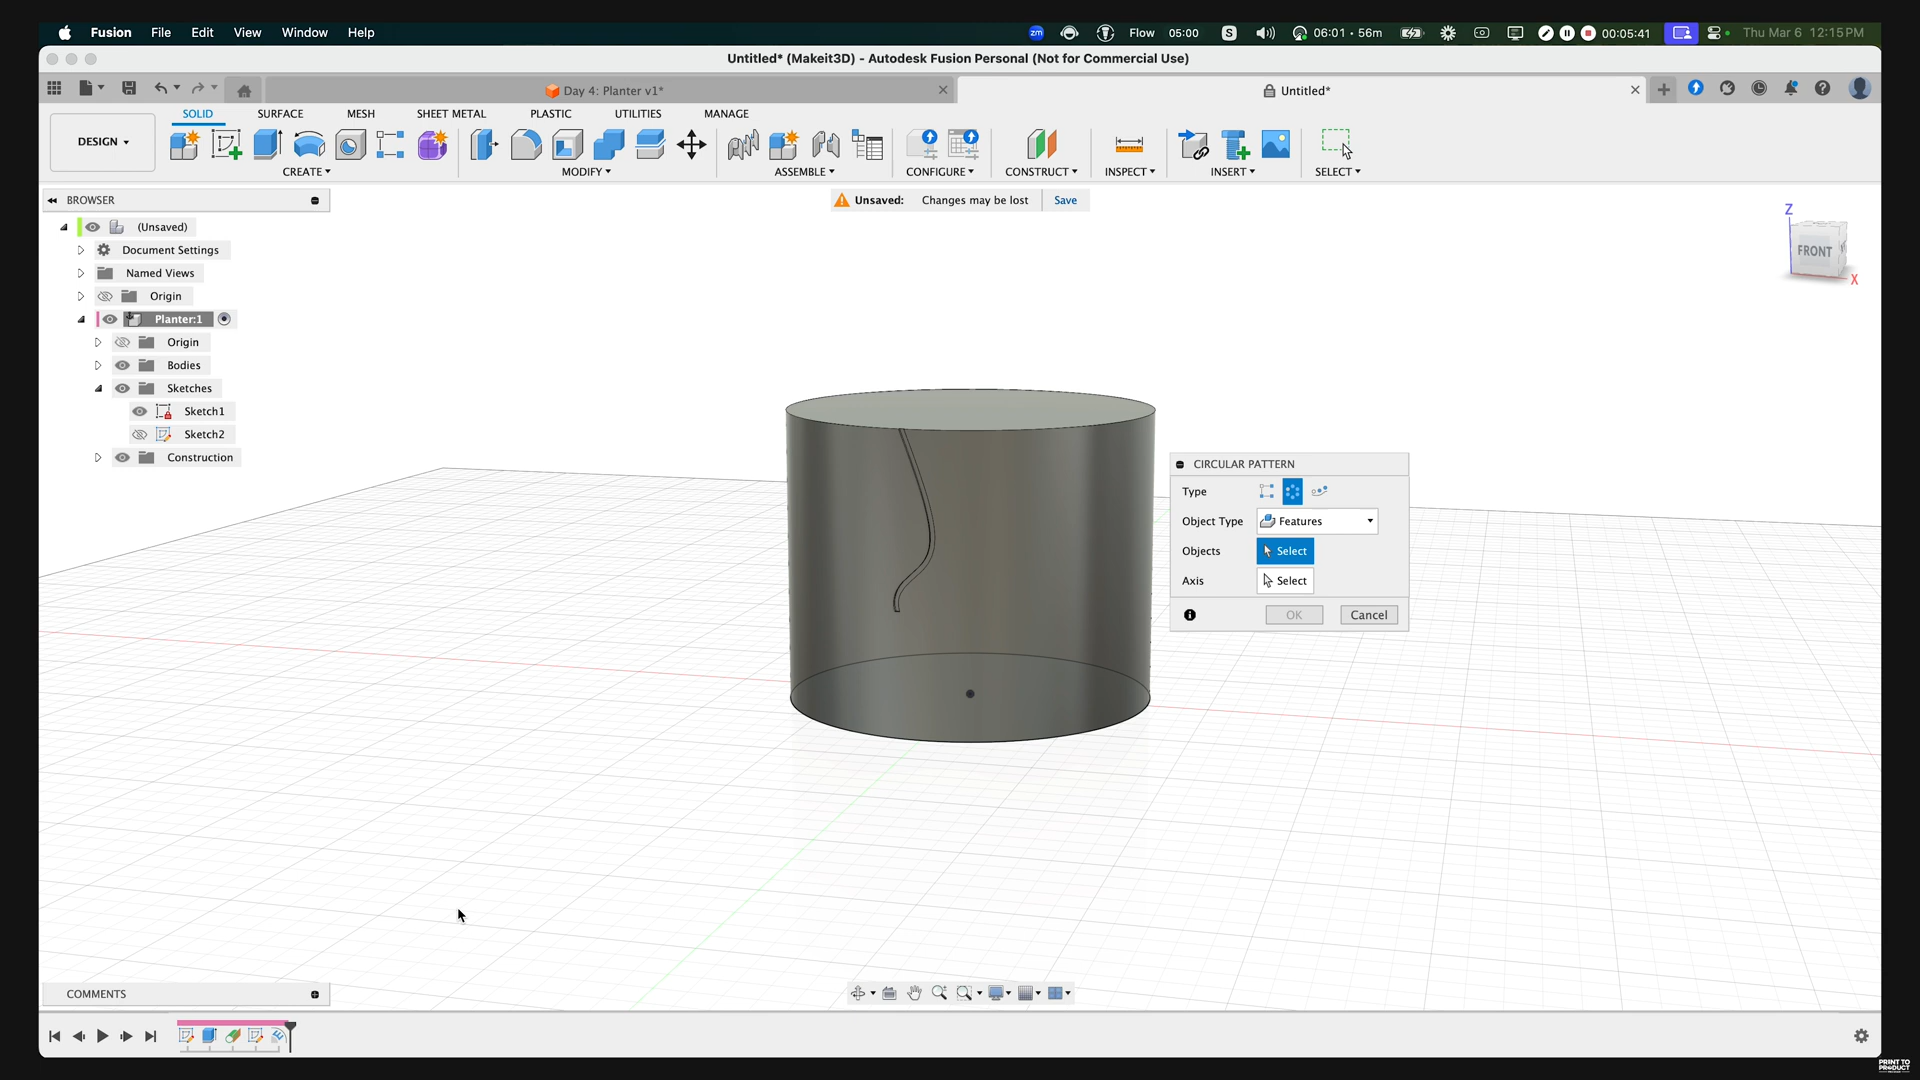 Fusion File Edit View Window Help
zm Flow 05:00 S 06:01 · 56m 00:05:41 Thu Mar 6 12:15 PM
Untitled* (Makeit3D) - Autodesk Fusion Personal (Not for Commercial Use)
Day 4: Planter v1*
Untitled*
SOLID SURFACE MESH SHEET METAL PLASTIC UTILITIES MANAGE
DESIGN
CREATE MODIFY ASSEMBLE CONFIGURE CONSTRUCT INSPECT INSERT SELECT
BROWSER
Unsaved: Changes may be lost Save
(Unsaved)
Document Settings
Named Views
Origin
Planter:1
Origin
Bodies
Sketches
Sketch1
Sketch2
Construction
Z
FRONT
X
CIRCULAR PATTERN
Type
Object Type Features
Objects Select
Axis Select
OK Cancel
COMMENTS
PRINT TO
PRODUCT